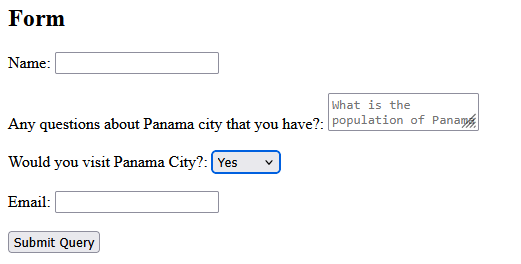 Form
Name:
Any questions about Panama city that you have?: What is the
population of Panama
Would you visit Panama City?: Yes
Email:
Submit Query